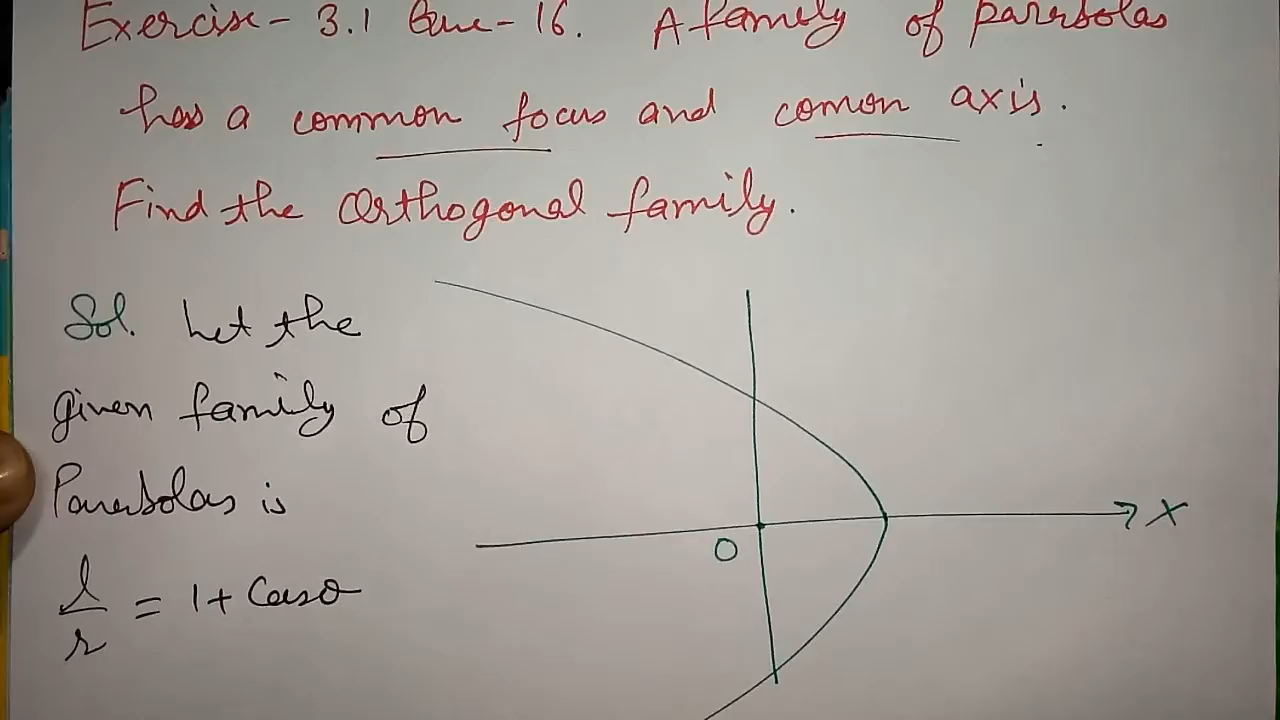 Exercise - 3.1 Que - 16. A family of parabolas
has a common focus and comon axis.
Find the Orthogonal family.
Sol. Let the
given family of
Parabolas is
l/r = 1 + Cosθ
O
X